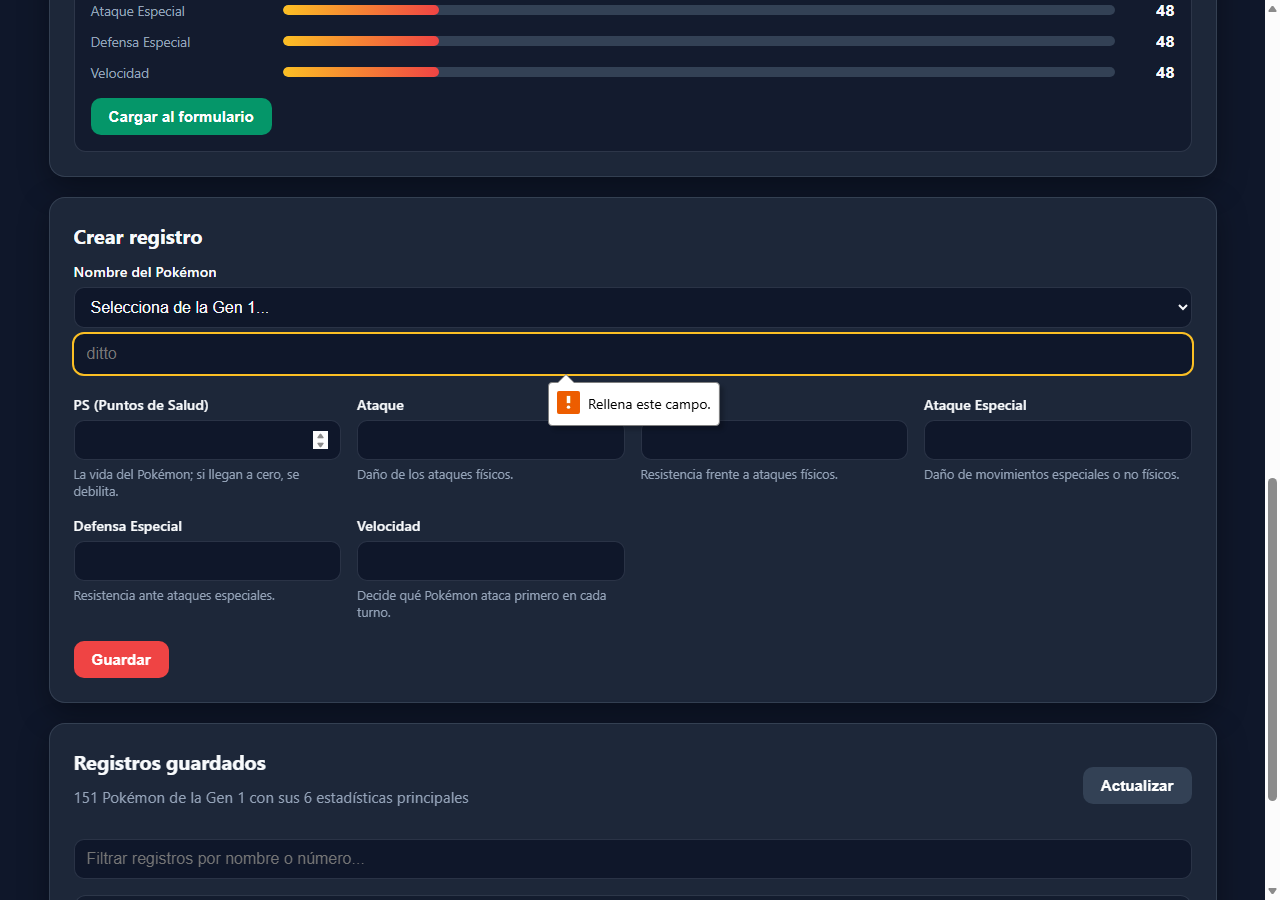 Ataque Especial 48
Defensa Especial 48
Velocidad 48
Cargar al formulario
Crear registro
Nombre del Pokémon
Selecciona de la Gen 1...
ditto
Rellena este campo.
PS (Puntos de Salud)
La vida del Pokémon; si llegan a cero, se
debilita.
Ataque
Daño de los ataques físicos.
Resistencia frente a ataques físicos.
Ataque Especial
Daño de movimientos especiales o no físicos.
Defensa Especial
Resistencia ante ataques especiales.
Velocidad
Decide qué Pokémon ataca primero en cada
turno.
Guardar
Registros guardados
151 Pokémon de la Gen 1 con sus 6 estadísticas principales
Actualizar
Filtrar registros por nombre o número...